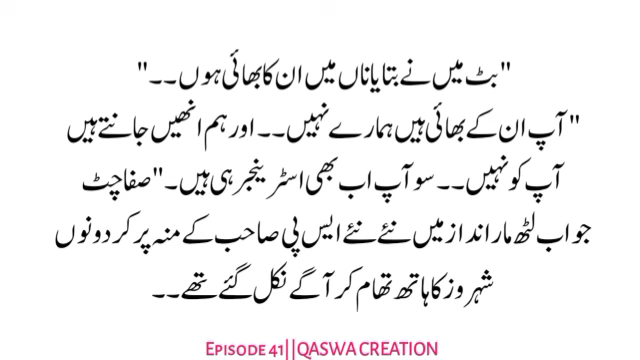 "بٹ میں نے بتایا ناں میں ان کا بھائی ہوں۔۔"
"آپ ان کے بھائی ہیں ہمارے نہیں۔۔ اور ہم انھیں جانتے ہیں
آپ کو نہیں۔۔ سو آپ اب بھی اسٹرینجر ہی ہیں۔" صفاچٹ
جواب لٹھ مار انداز میں نئے نئے ایس پی صاحب کے منہ پر کر دونوں
شہروز کا ہاتھ تھام کر آگے نکل گئے تھے۔۔
Episode 41||QASWA CREATION